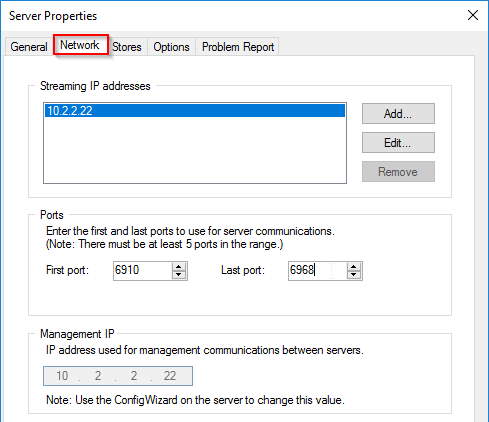 Server Properties
General Network Stores Options Problem Report
Streaming IP addresses
10.2.2.22
Add...
Edit...
Remove
Ports
Enter the first and last ports to use for server communications.
(Note: There must be at least 5 ports in the range.)
First port: 6910 Last port: 6968
Management IP
IP address used for management communications between servers.
10 . 2 . 2 . 22
Note: Use the ConfigWizard on the server to change this value.